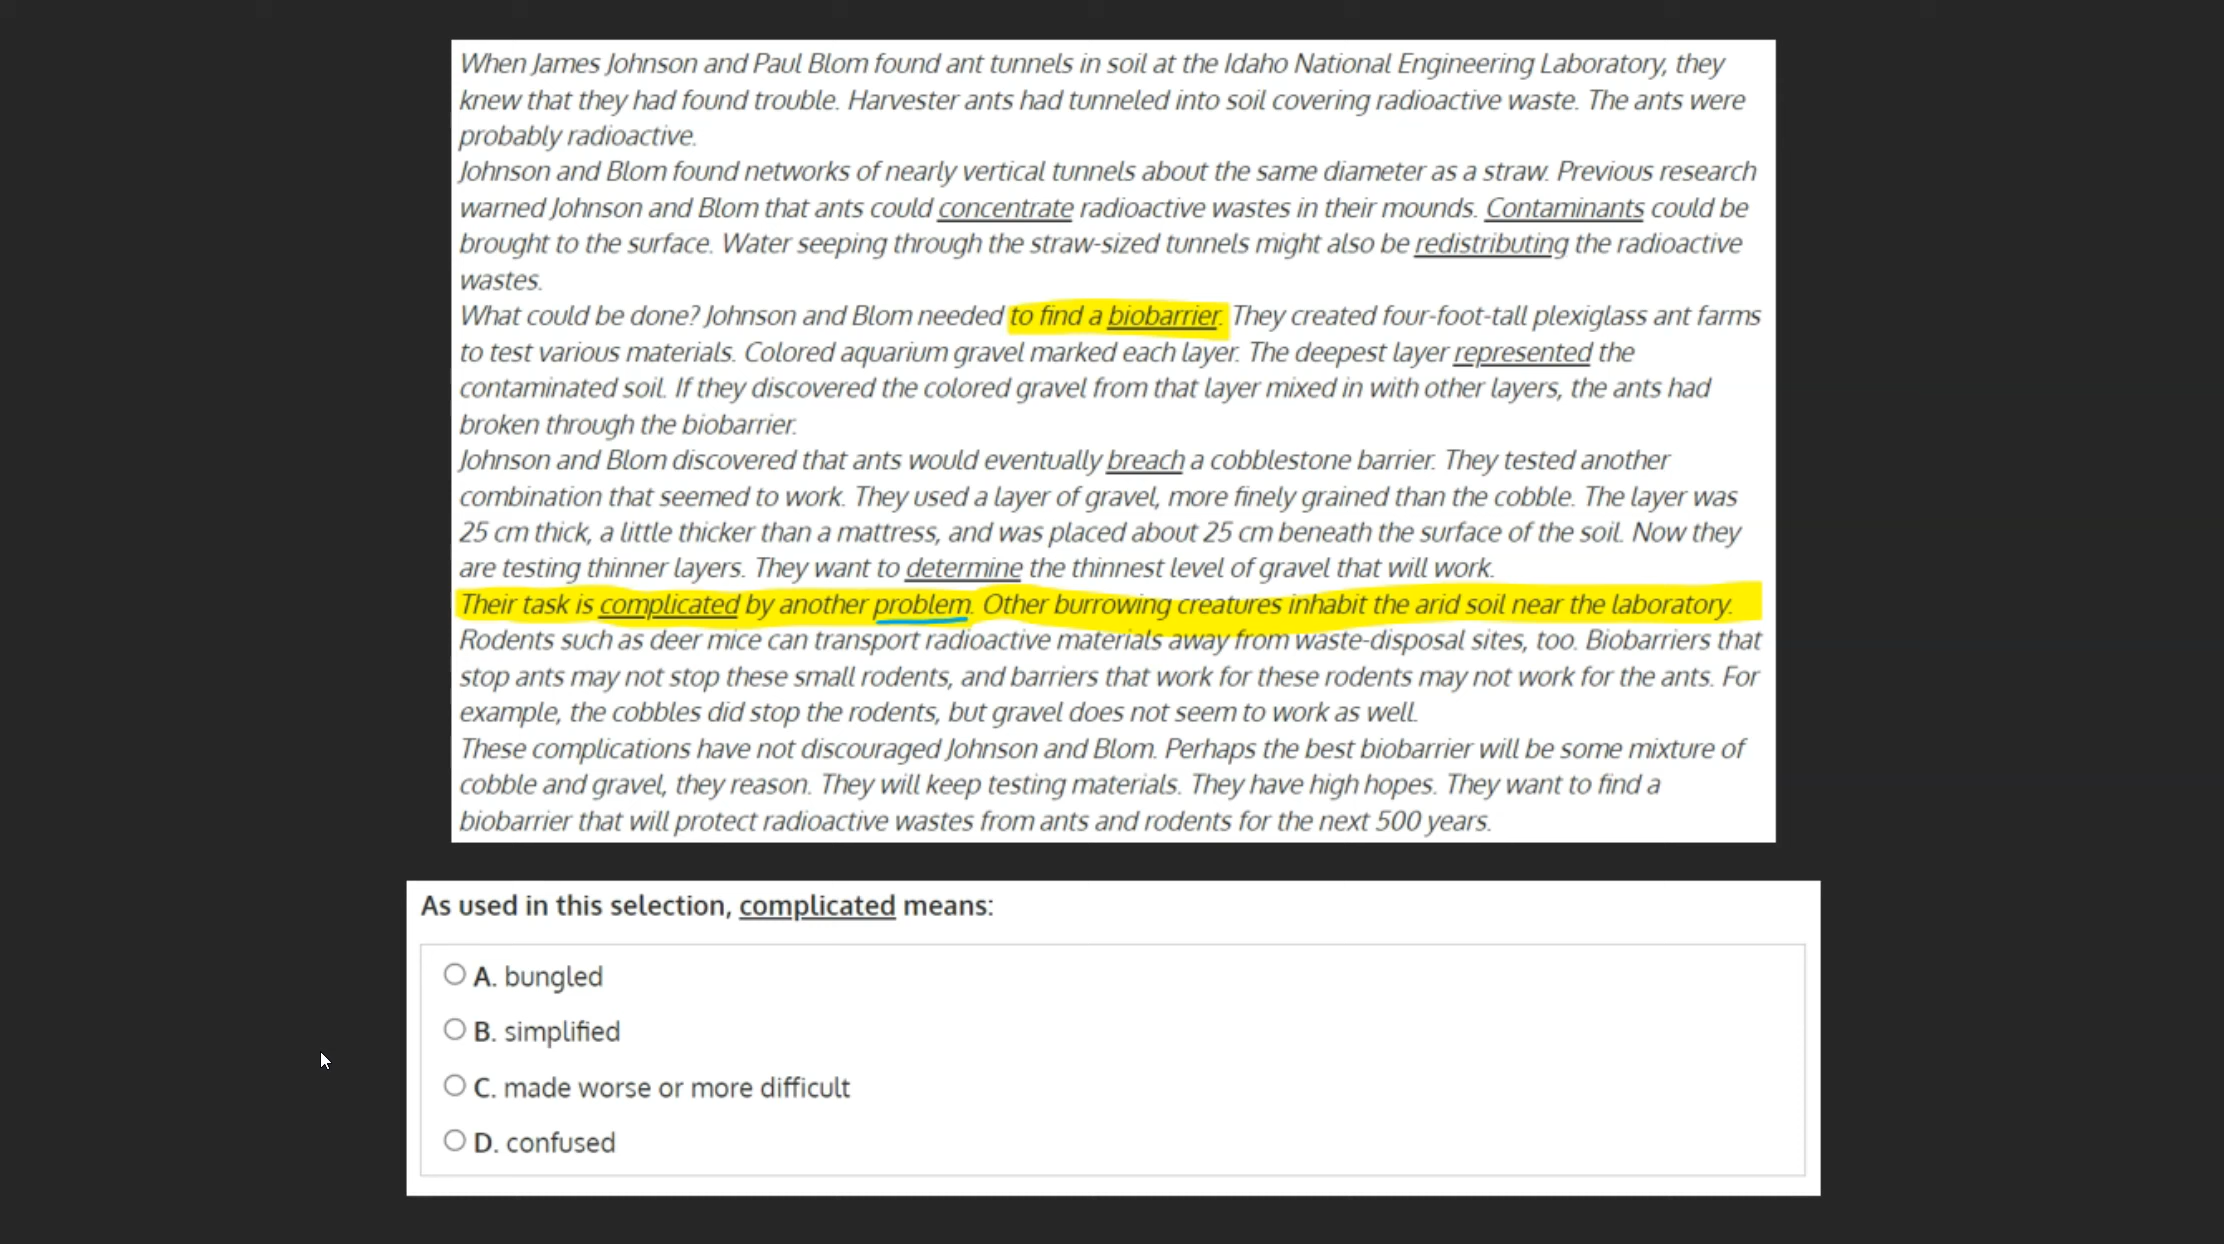 When James Johnson and Paul Blom found ant tunnels in soil at the Idaho National Engineering Laboratory, they
knew that they had found trouble. Harvester ants had tunneled into soil covering radioactive waste. The ants were
probably radioactive.
Johnson and Blom found networks of nearly vertical tunnels about the same diameter as a straw. Previous research
warned Johnson and Blom that ants could concentrate radioactive wastes in their mounds. Contaminants could be
brought to the surface. Water seeping through the straw-sized tunnels might also be redistributing the radioactive
wastes.
What could be done? Johnson and Blom needed to find a biobarrier. They created four-foot-tall plexiglass ant farms
to test various materials. Colored aquarium gravel marked each layer. The deepest layer represented the
contaminated soil. If they discovered the colored gravel from that layer mixed in with other layers, the ants had
broken through the biobarrier.
Johnson and Blom discovered that ants would eventually breach a cobblestone barrier. They tested another
combination that seemed to work. They used a layer of gravel, more finely grained than the cobble. The layer was
25 cm thick, a little thicker than a mattress, and was placed about 25 cm beneath the surface of the soil. Now they
are testing thinner layers. They want to determine the thinnest level of gravel that will work.
Their task is complicated by another problem. Other burrowing creatures inhabit the arid soil near the laboratory.
Rodents such as deer mice can transport radioactive materials away from waste-disposal sites, too. Biobarriers that
stop ants may not stop these small rodents, and barriers that work for these rodents may not work for the ants. For
example, the cobbles did stop the rodents, but gravel does not seem to work as well.
These complications have not discouraged Johnson and Blom. Perhaps the best biobarrier will be some mixture of
cobble and gravel, they reason. They will keep testing materials. They have high hopes. They want to find a
biobarrier that will protect radioactive wastes from ants and rodents for the next 500 years.
As used in this selection, complicated means:
A. bungled
B. simplified
C. made worse or more difficult
D. confused